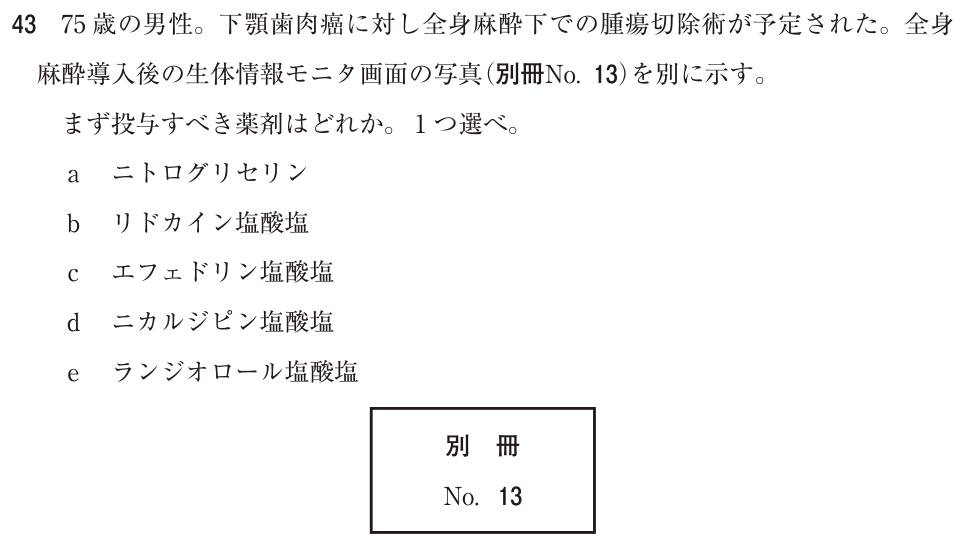 43 75歳の男性。下顎歯肉癌に対し全身麻酔下での腫瘍切除術が予定された。全身
麻酔導入後の生体情報モニタ画面の写真(別冊No. 13)を別に示す。
まず投与すべき薬剤はどれか。1つ選べ。
a ニトログリセリン
b リドカイン塩酸塩
c エフェドリン塩酸塩
d ニカルジピン塩酸塩
e ランジオロール塩酸塩
別 冊
No. 13